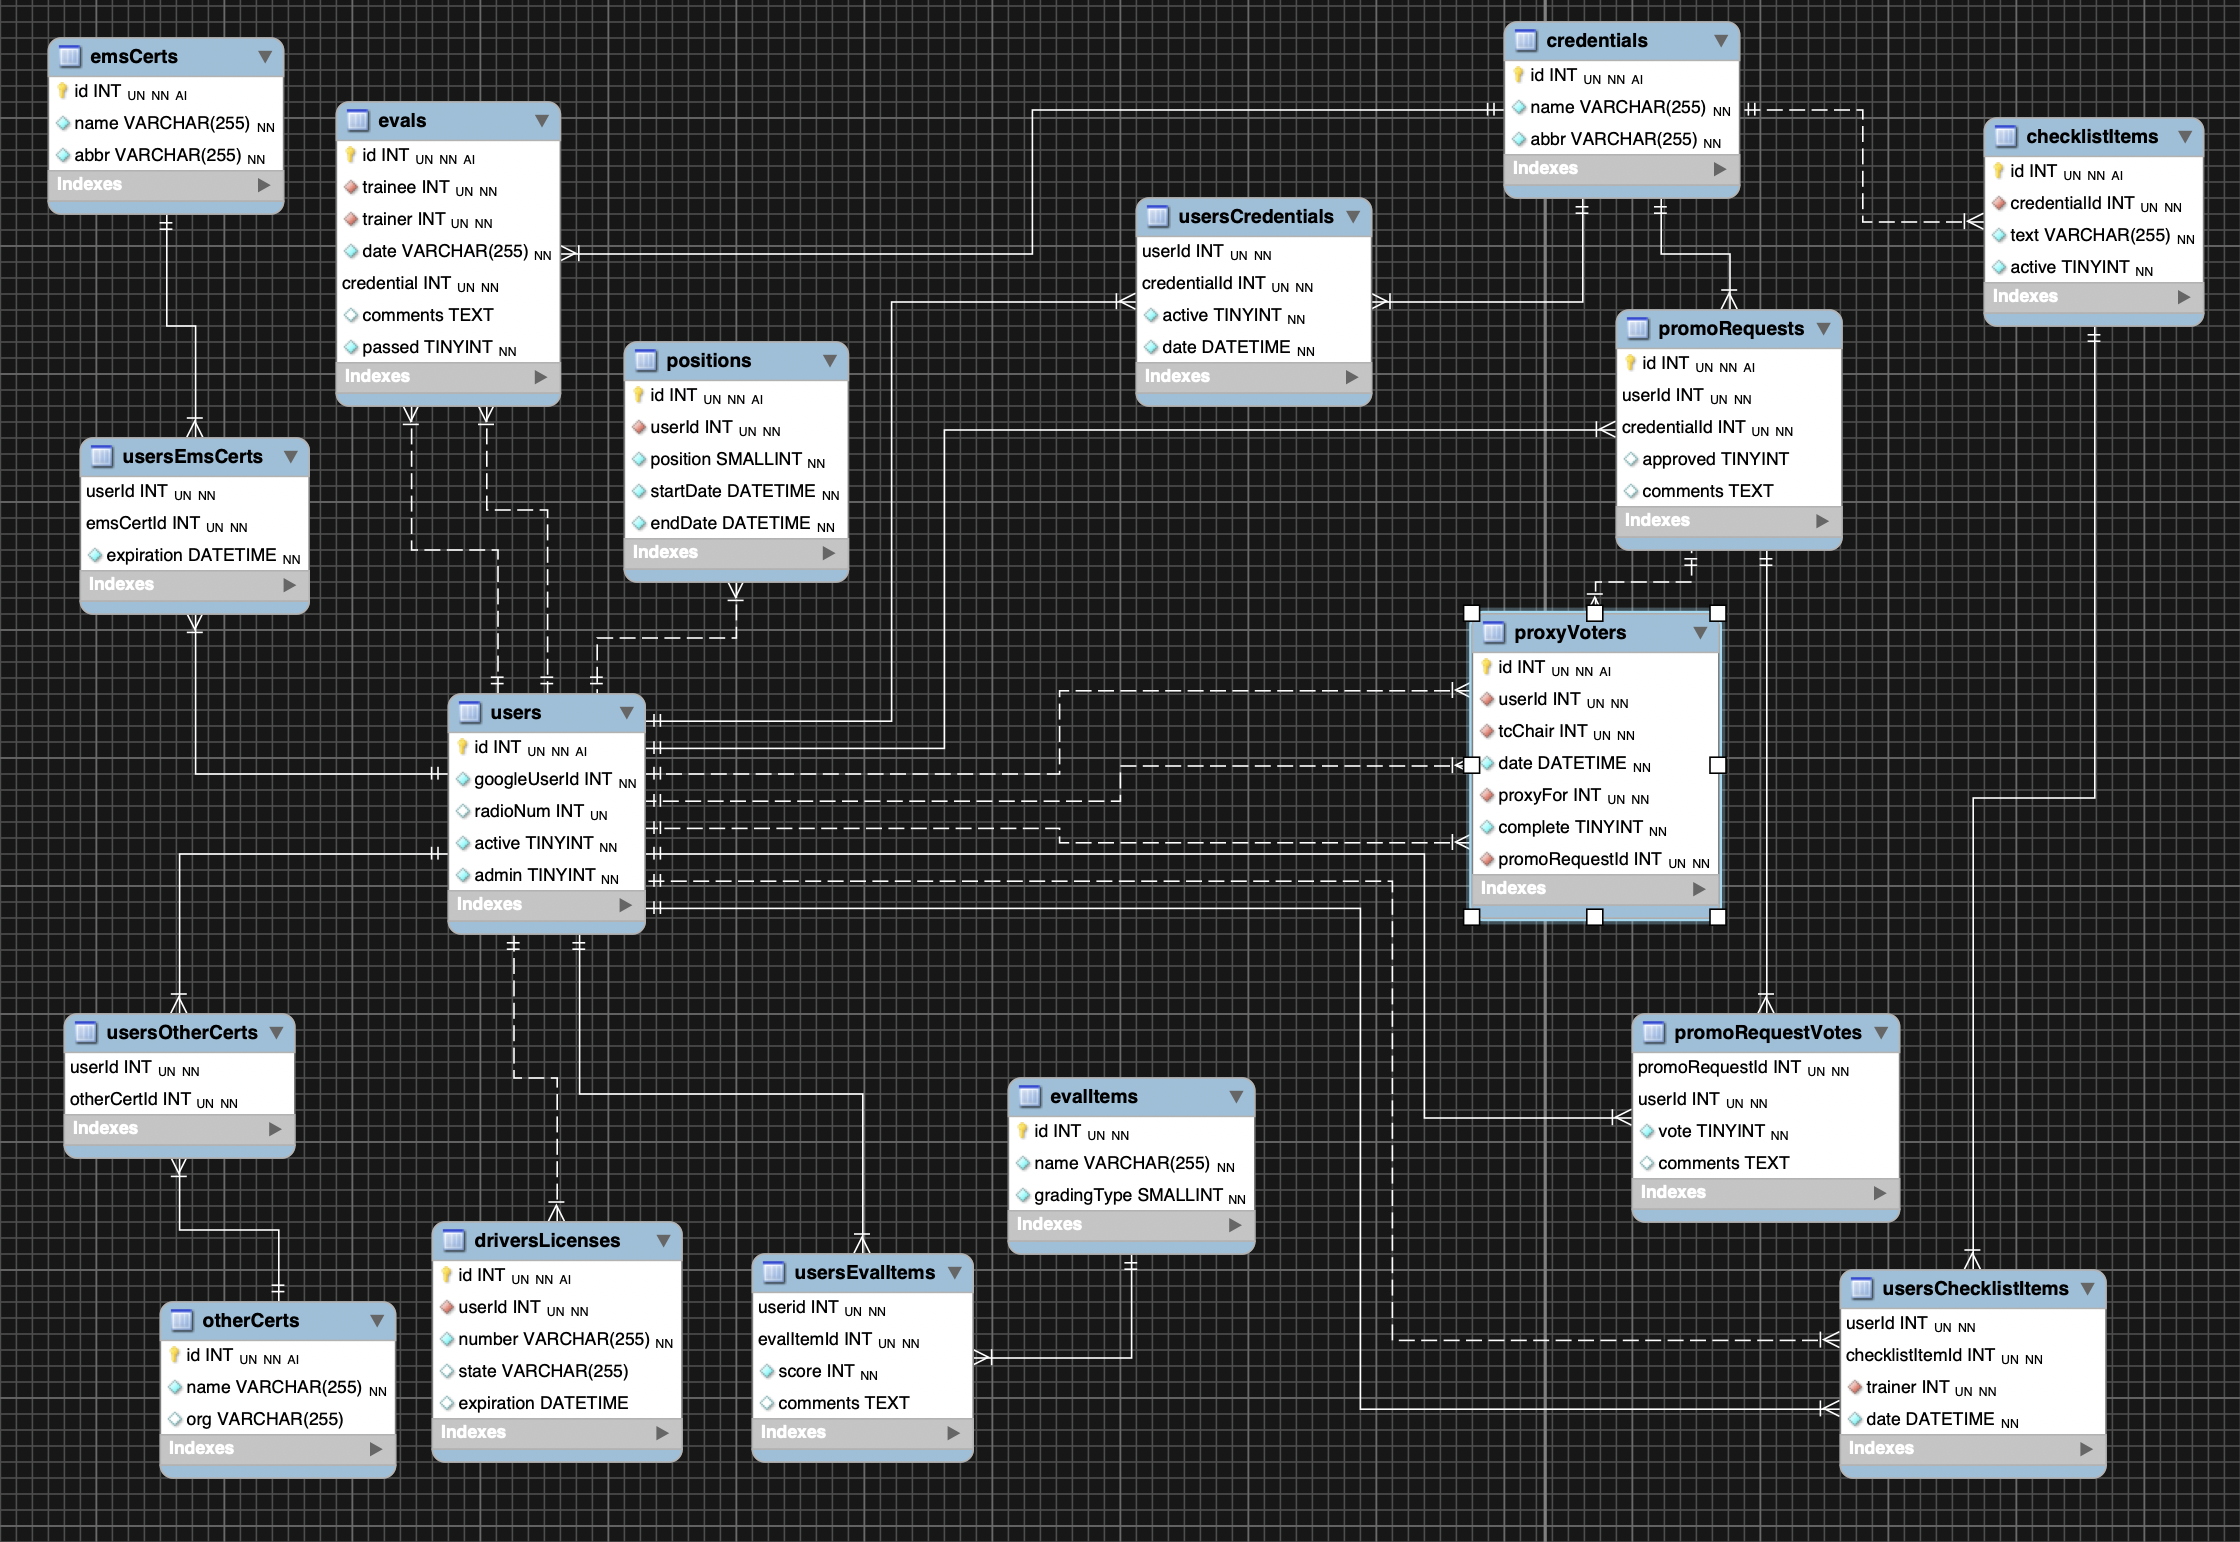 emsCerts
id INT UN NN AI
name VARCHAR(255) NN
abbr VARCHAR(255) NN
Indexes
evals
id INT UN NN AI
trainee INT UN NN
trainer INT UN NN
date VARCHAR(255) NN
credential INT UN NN
comments TEXT
passed TINYINT NN
Indexes
usersCredentials
userId INT UN NN
credentialId INT UN NN
active TINYINT NN
date DATETIME NN
Indexes
credentials
id INT UN NN AI
name VARCHAR(255) NN
abbr VARCHAR(255) NN
Indexes
checklistItems
id INT UN NN AI
credentialId INT UN NN
text VARCHAR(255) NN
active TINYINT NN
Indexes
positions
id INT UN NN AI
userId INT UN NN
position SMALLINT NN
startDate DATETIME NN
endDate DATETIME NN
Indexes
promoRequests
id INT UN NN AI
userId INT UN NN
credentialId INT UN NN
approved TINYINT
comments TEXT
Indexes
usersEmsCerts
userId INT UN NN
emsCertId INT UN NN
expiration DATETIME NN
Indexes
users
id INT UN NN AI
googleUserId INT NN
radioNum INT UN
active TINYINT NN
admin TINYINT NN
Indexes
proxyVoters
id INT UN NN AI
userId INT UN NN
tcChair INT UN NN
date DATETIME NN
proxyFor INT UN NN
complete TINYINT NN
promoRequestId INT UN NN
Indexes
usersOtherCerts
userId INT UN NN
otherCertId INT UN NN
Indexes
evalItems
id INT UN NN
name VARCHAR(255) NN
gradingType SMALLINT NN
Indexes
promoRequestVotes
promoRequestId INT UN NN
userId INT UN NN
vote TINYINT NN
comments TEXT
Indexes
otherCerts
id INT UN NN AI
name VARCHAR(255) NN
org VARCHAR(255)
Indexes
driversLicenses
id INT UN NN AI
userId INT UN NN
number VARCHAR(255) NN
state VARCHAR(255)
expiration DATETIME
Indexes
usersEvalItems
userid INT UN NN
evalItemId INT UN NN
score INT NN
comments TEXT
Indexes
usersChecklistItems
userId INT UN NN
checklistItemId INT UN NN
trainer INT UN NN
date DATETIME NN
Indexes